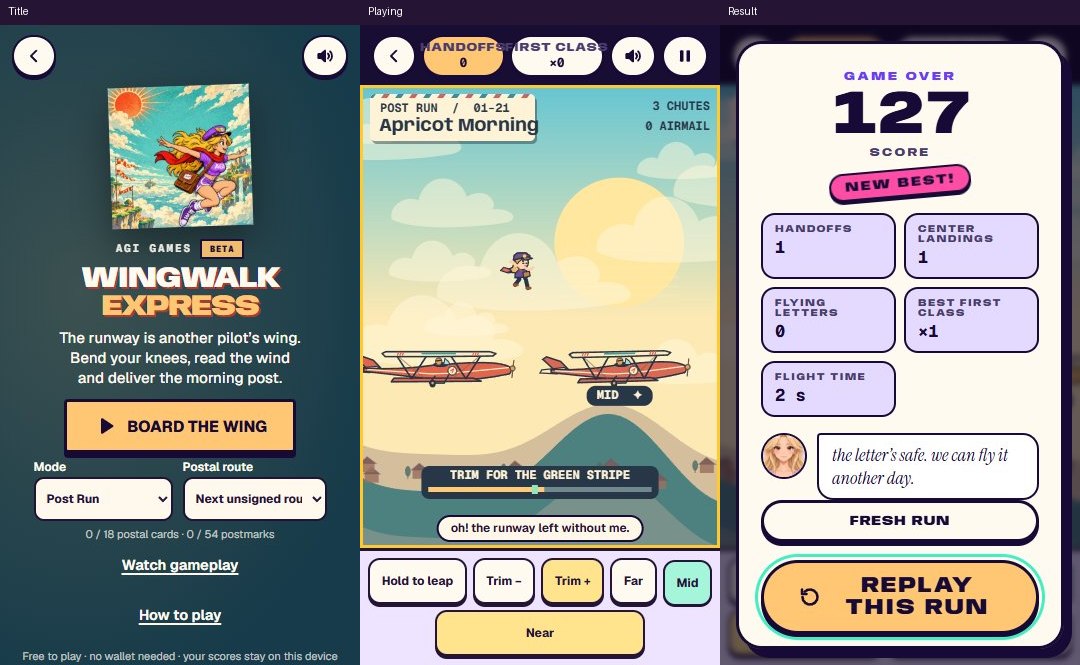 Title
AGI GAMES BETA
WINGWALK
EXPRESS
The runway is another pilot's wing.
Bend your knees, read the wind
and deliver the morning post.
BOARD THE WING
Mode
Postal route
Post Run
Next unsigned rou
0 / 18 postal cards · 0 / 54 postmarks
Watch gameplay
How to play
Free to play · no wallet needed · your scores stay on this device
Playing
HANDOFFS
0
FIRST CLASS
×0
POST RUN / 01-21
Apricot Morning
3 CHUTES
0 AIRMAIL
MID ✦
TRIM FOR THE GREEN STRIPE
oh! the runway left without me.
Hold to leap
Trim −
Trim +
Far
Mid
Near
Result
GAME OVER
127
SCORE
NEW BEST!
HANDOFFS
1
CENTER
LANDINGS
1
FLYING
LETTERS
0
BEST FIRST
CLASS
×1
FLIGHT TIME
2 s
the letter's safe. we can fly it
another day.
FRESH RUN
REPLAY
THIS RUN